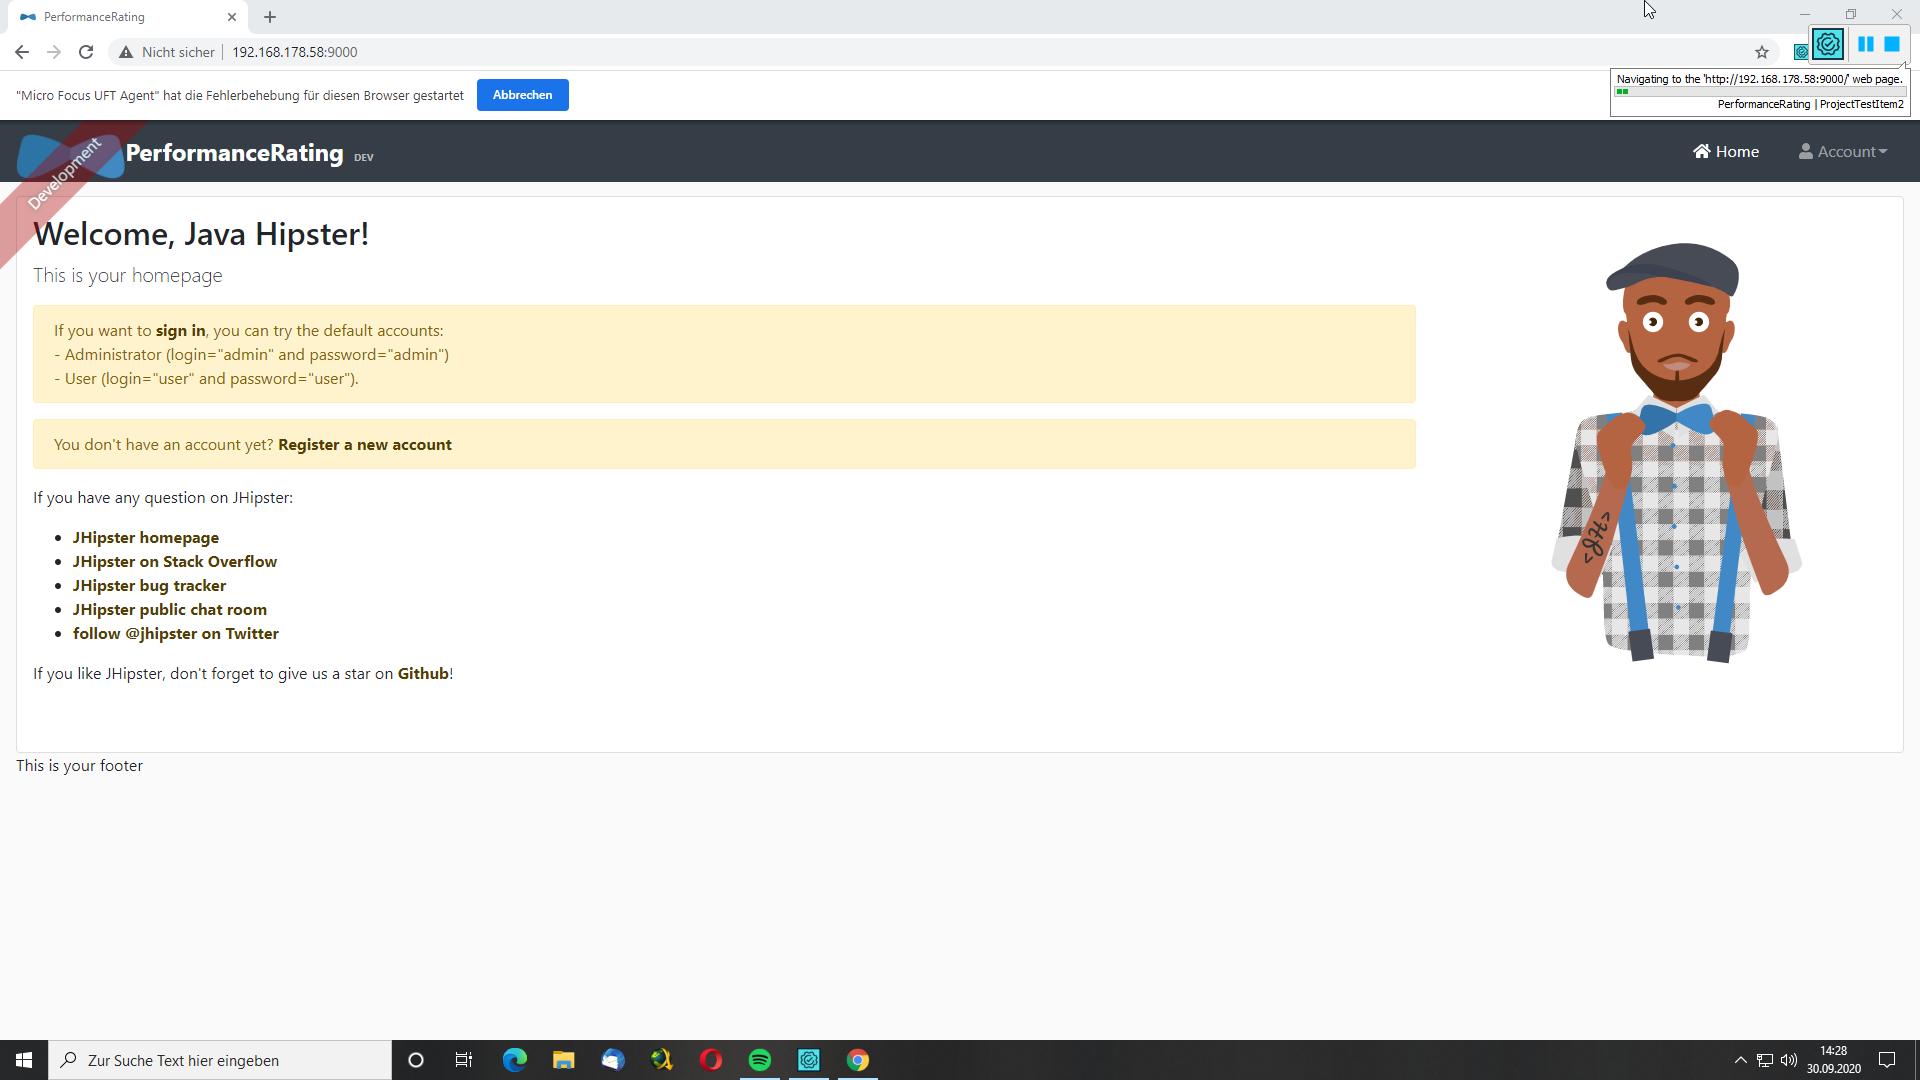 PerformanceRating
Nicht sicher
192.168.178.58:9000
Navigating to the 'http://192.168.178.58:9000/' web page.
PerformanceRating | ProjectTestItem2
"Micro Focus UFT Agent" hat die Fehlerbehebung für diesen Browser gestartet
Abbrechen
Development
PerformanceRating DEV
Home
Account
Welcome, Java Hipster!
This is your homepage
If you want to sign in, you can try the default accounts:
- Administrator (login="admin" and password="admin")
- User (login="user" and password="user").
You don't have an account yet? Register a new account
If you have any question on JHipster:
JHipster homepage
JHipster on Stack Overflow
JHipster bug tracker
JHipster public chat room
follow @jhipster on Twitter
If you like JHipster, don't forget to give us a star on Github!
<JH>
This is your footer
Zur Suche Text hier eingeben
14:28
30.09.2020